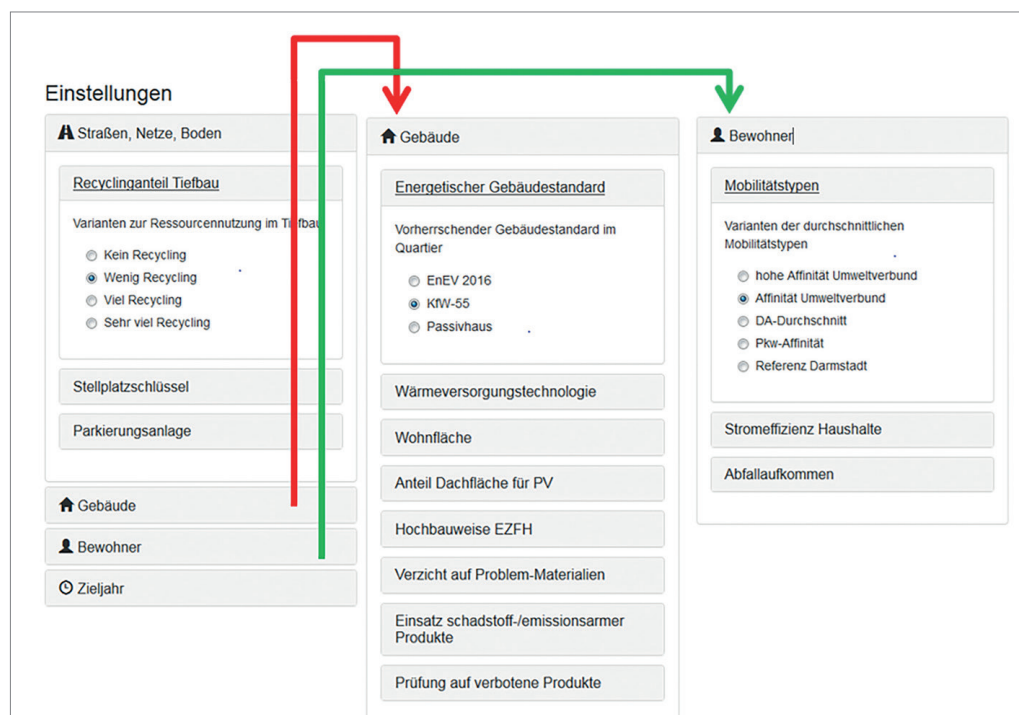 Einstellungen
Straßen, Netze, Boden
Recyclinganteil Tiefbau
Varianten zur Ressourcennutzung im Tiefbau
Kein Recycling
Wenig Recycling
Viel Recycling
Sehr viel Recycling
Stellplatzschlüssel
Parkierungsanlage
Gebäude
Bewohner
Zieljahr
Gebäude
Energetischer Gebäudestandard
Vorherrschender Gebäudestandard im
Quartier
EnEV 2016
KfW-55
Passivhaus
Wärmeversorgungstechnologie
Wohnfläche
Anteil Dachfläche für PV
Hochbauweise EZFH
Verzicht auf Problem-Materialien
Einsatz schadstoff-/emissionsarmer
Produkte
Prüfung auf verbotene Produkte
Bewohner
Mobilitätstypen
Varianten der durchschnittlichen
Mobilitätstypen
hohe Affinität Umweltverbund
Affinität Umweltverbund
DA-Durchschnitt
Pkw-Affinität
Referenz Darmstadt
Stromeffizienz Haushalte
Abfallaufkommen